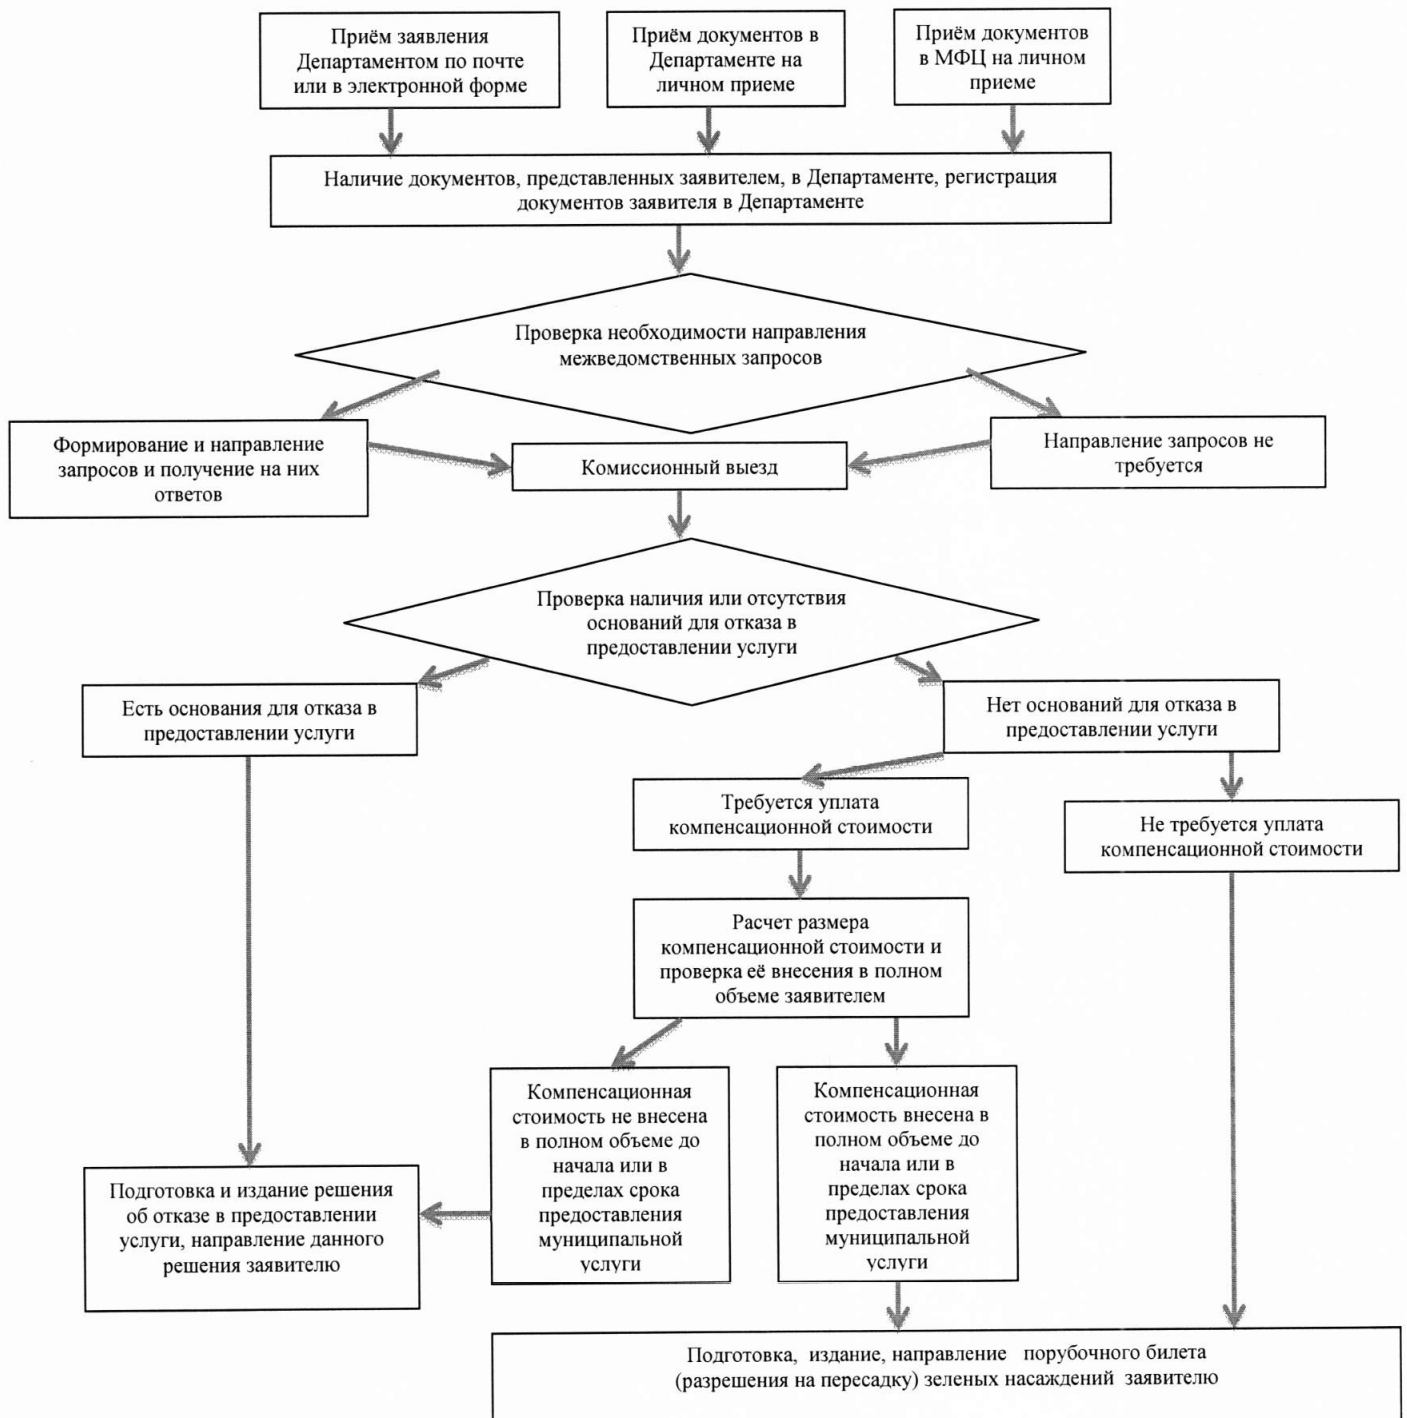 Приём заявления
Департаментом по почте
или в электронной форме
Приём документов в
Департаменте на
личном приеме
Приём документов
в МФЦ на личном
приеме
Наличие документов, представленных заявителем, в Департаменте, регистрация
документов заявителя в Департаменте
Проверка необходимости направления
межведомственных запросов
Формирование и направление
запросов и получение на них
ответов
Комиссионный выезд
Направление запросов не
требуется
Проверка наличия или отсутствия
оснований для отказа в
предоставлении услуги
Есть основания для отказа в
предоставлении услуги
Нет оснований для отказа в
предоставлении услуги
Требуется уплата
компенсационной стоимости
Не требуется уплата
компенсационной стоимости
Расчет размера
компенсационной стоимости и
проверка её внесения в полном
объеме заявителем
Компенсационная
стоимость не внесена
в полном объеме до
начала или в
пределах срока
предоставления
муниципальной
услуги
Компенсационная
стоимость внесена в
полном объеме до
начала или в
пределах срока
предоставления
муниципальной
услуги
Подготовка и издание решения
об отказе в предоставлении
услуги, направление данного
решения заявителю
Подготовка, издание, направление порубочного билета
(разрешения на пересадку) зеленых насаждений заявителю